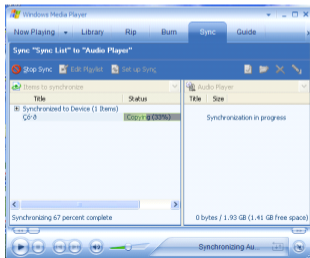 Windows Media Player
Now Playing Library Rip Burn Sync Guide
Sync "Sync List" to "Audio Player"
Stop Sync Edit Playlist Set up Sync
Items to synchronize Audio Player
Title Status Title Size
Synchronized to Device (1 Items)
Çó·ð Copying (33%) Synchronization in progress
Synchronizing 67 percent complete 0 bytes / 1.93 GB (1.41 GB free space)
Synchronizing Au...